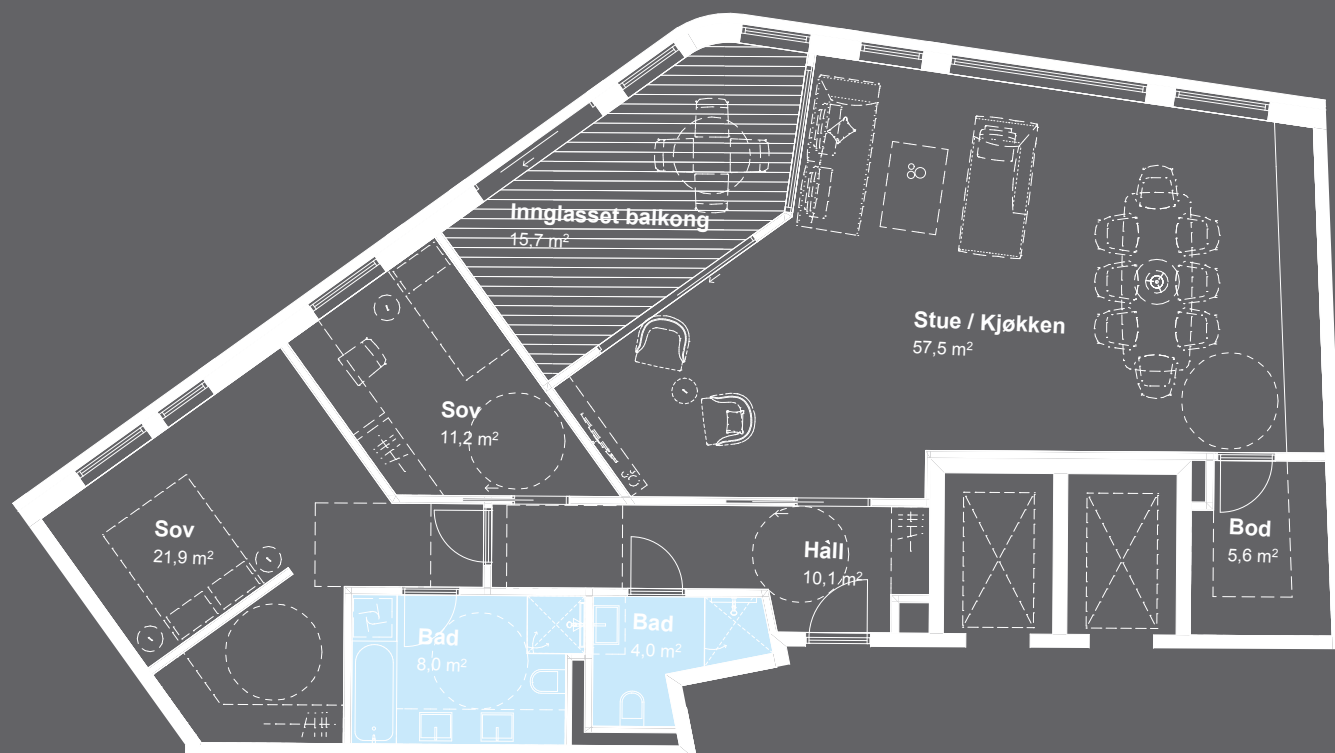 Innglasset balkong
15,7 m²
Stue / Kjøkken
57,5 m²
Sov
11,2 m²
Sov
21,9 m²
Hall
10,1 m²
Bod
5,6 m²
Bad
8,0 m²
Bad
4,0 m²